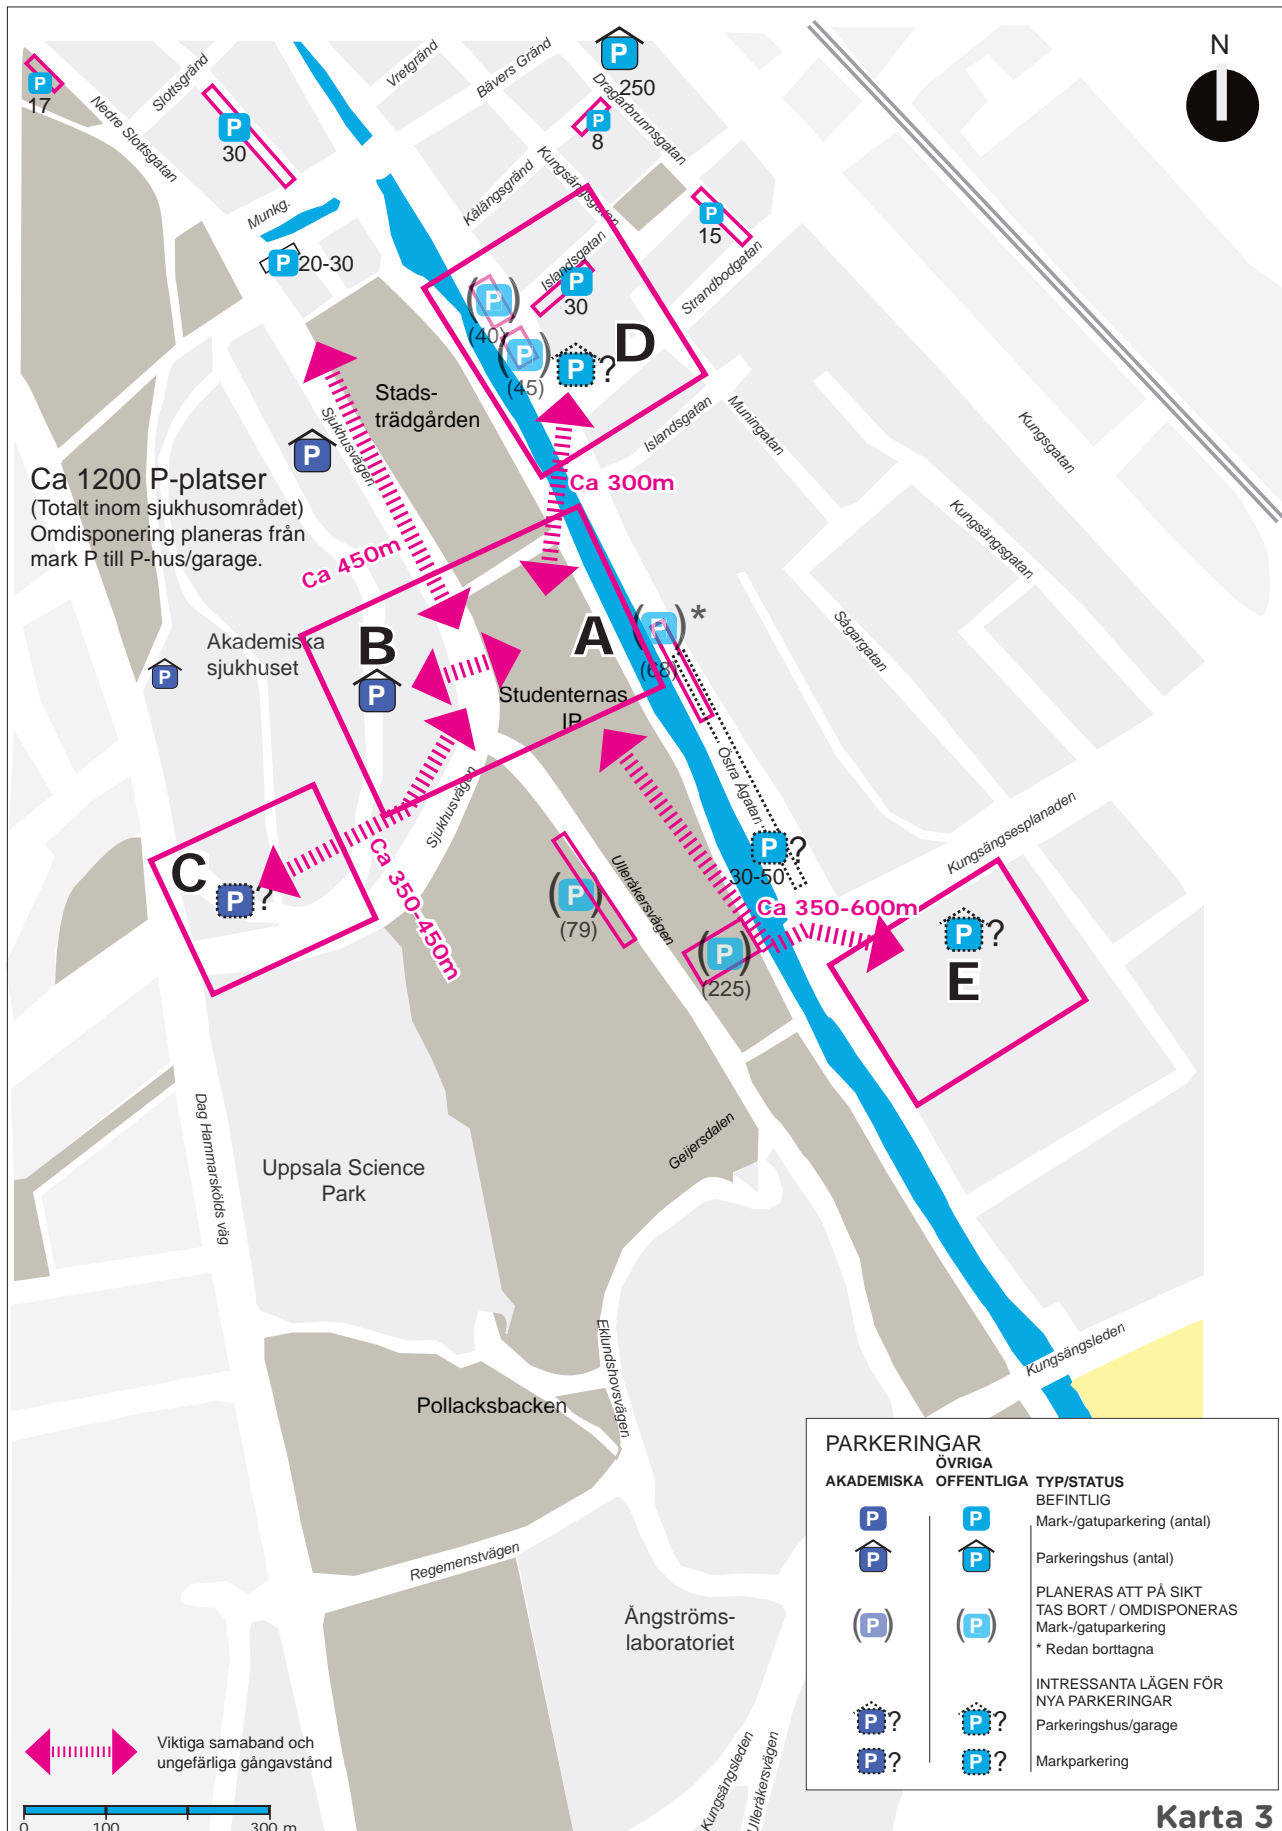 N
P
250
P
17
Slottsgränd
Nedre Slottsgatan
P
30
Vretgränd
Bävers Gränd
Dragarbrunnsgatan
P
8
Kungsängsgatan
Kålängsgränd
P
15
Munkg.
P 20-30
Islandsgatan
Strandbodgatan
(P)
(40)
P
30
(P)
(45)
P ?
D
Stads-
trädgården
Sjukhusvägen
P
Islandsgatan
Muningatan
Kungsgatan
Kungsängsgatan
Sågargatan
Ca 1200 P-platser
(Totalt inom sjukhusområdet)
Omdisponering planeras från
mark P till P-hus/garage.
Ca 300m
Ca 450m
Akademiska
sjukhuset
P
B
P
A
(P)*
(68)
Studenternas
IP
Östra Ågatan
Sjukhusvägen
C
P ?
Ca 350-450m
Ulleråkersvägen
(P)
(79)
P ?
30-50
Kungsängsesplanaden
Ca 350-600m
(P)
(225)
P ?
E
Dag Hammarskölds väg
Uppsala Science
Park
Geijersdalen
Eklundshovsvägen
Kungsängsleden
Pollacksbacken
Regemenstvägen
Ångströms-
laboratoriet
Kungsängsleden
Ulleråkersvägen
PARKERINGAR
AKADEMISKA
ÖVRIGA
OFFENTLIGA
TYP/STATUS
BEFINTLIG
P P Mark-/gatuparkering (antal)
P P Parkeringshus (antal)
PLANERAS ATT PÅ SIKT
TAS BORT / OMDISPONERAS
(P) (P) Mark-/gatuparkering
* Redan borttagna
INTRESSANTA LÄGEN FÖR
NYA PARKERINGAR
P ? P ? Parkeringshus/garage
P ? P ? Markparkering
Viktiga samaband och
ungefärliga gångavstånd
0 100 300 m
Karta 3